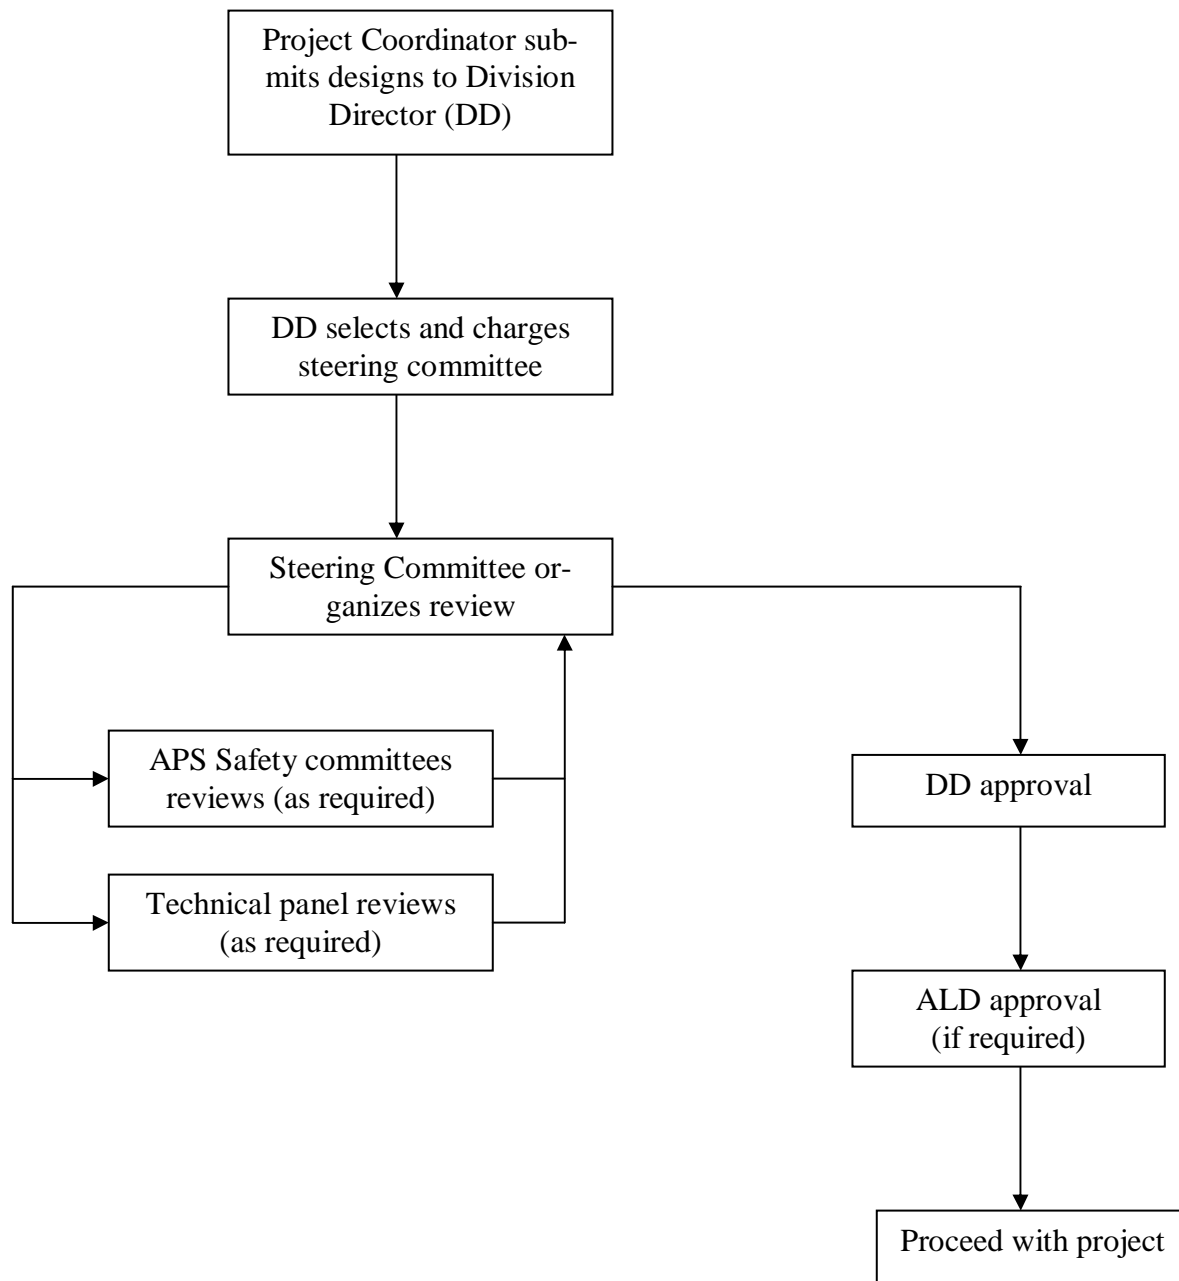 Project Coordinator sub-
mits designs to Division
Director (DD)
DD selects and charges
steering committee
Steering Committee or-
ganizes review
APS Safety committees
reviews (as required)
Technical panel reviews
(as required)
DD approval
ALD approval
(if required)
Proceed with project